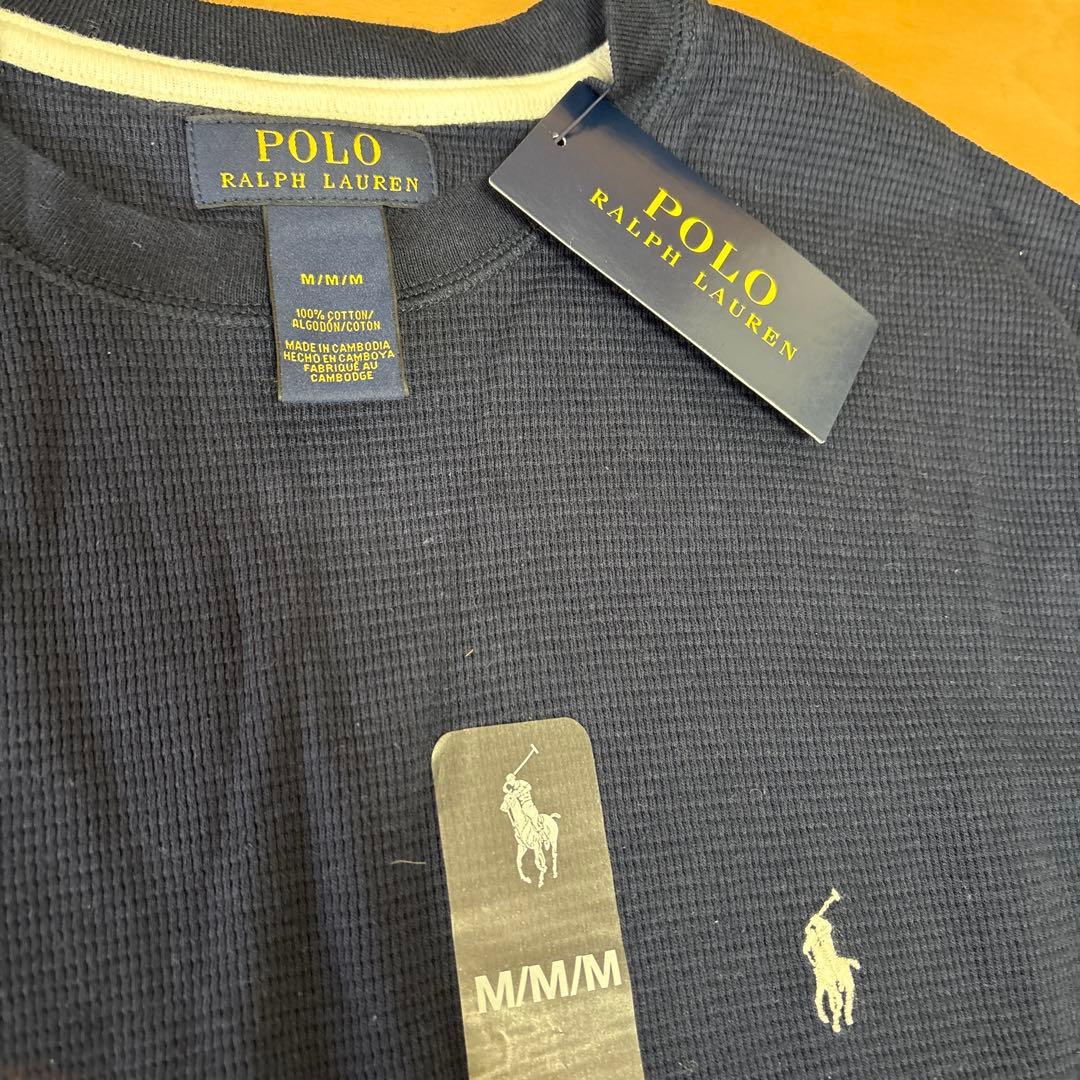 POLO
RALPH LAUREN
M/M/M
100% COTTON/
ALGODÓN/COTON
MADE IN CAMBODIA
HECHO EN CAMBOYA
FABRIQUÉ AU
CAMBODGE
POLO
RALPH LAUREN
M/M/M